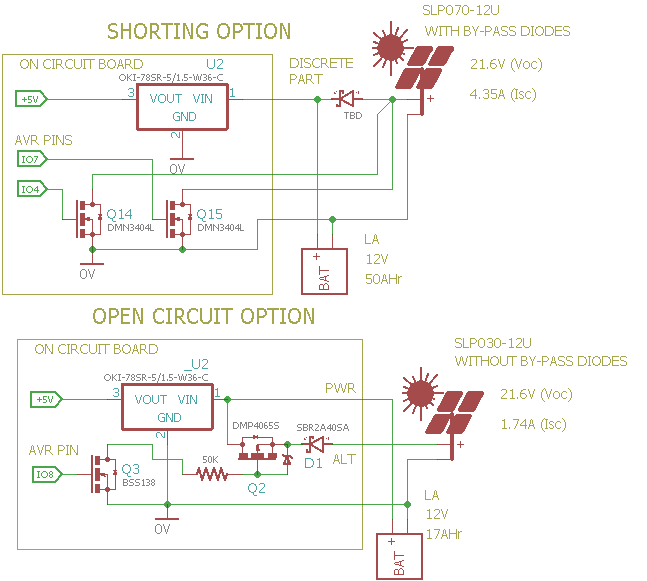 SHORTING OPTION
SLP070-12U
WITH BY-PASS DIODES
21.6V (Voc)
4.35A (Isc)
ON CIRCUIT BOARD
U2
OKI-78SR-5/1.5-W36-C
DISCRETE
PART
+5V
3
VOUT VIN
1
GND
2
0V
TBD
+
AVR PINS
IO7
IO4
Q14
DMN3404L
Q15
DMN3404L
0V
+
BAT
LA
12V
50AHr
OPEN CIRCUIT OPTION
SLP030-12U
WITHOUT BY-PASS DIODES
21.6V (Voc)
1.74A (Isc)
ON CIRCUIT BOARD
_U2
OKI-78SR-5/1.5-W36-C
+5V
3
VOUT VIN
1
GND
2
PWR
DMP4065S
SBR2A40SA
D1
ALT
+
AVR PIN
IO8
Q3
BSS138
50K
Q2
0V
+
BAT
LA
12V
17AHr